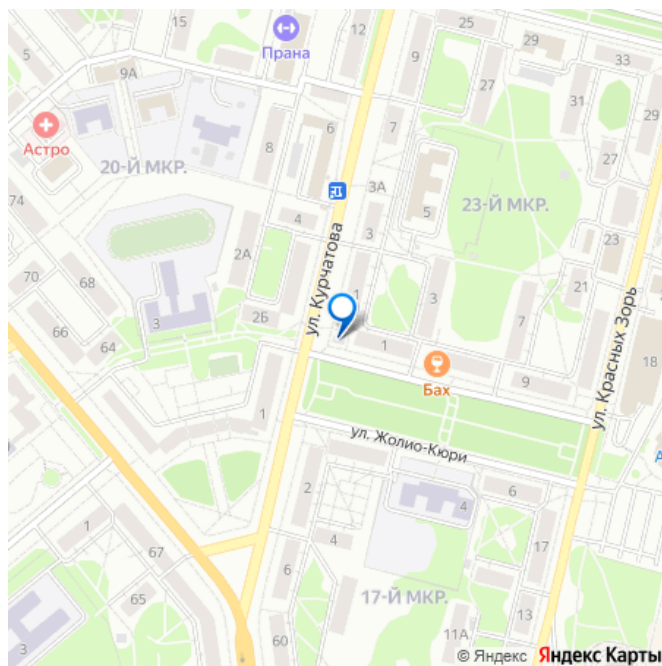 15
12
9
25
29
33
5
Прана
9А
27
31
29
6
7
Астро
8
27
20-Й МКР.
3А
74
5
23-Й МКР.
4
3
23
2А
ул. Курчатова
70
68
1
3
21
66
3
2Б
7
64
1
18
Бах
9
ул. Красных Зорь
1
ул. Жолио-Кюри
А
2
4
6
1
67
4
17
6
65
17-Й МКР.
3
60
11А
© Яндекс Яндекс Карты